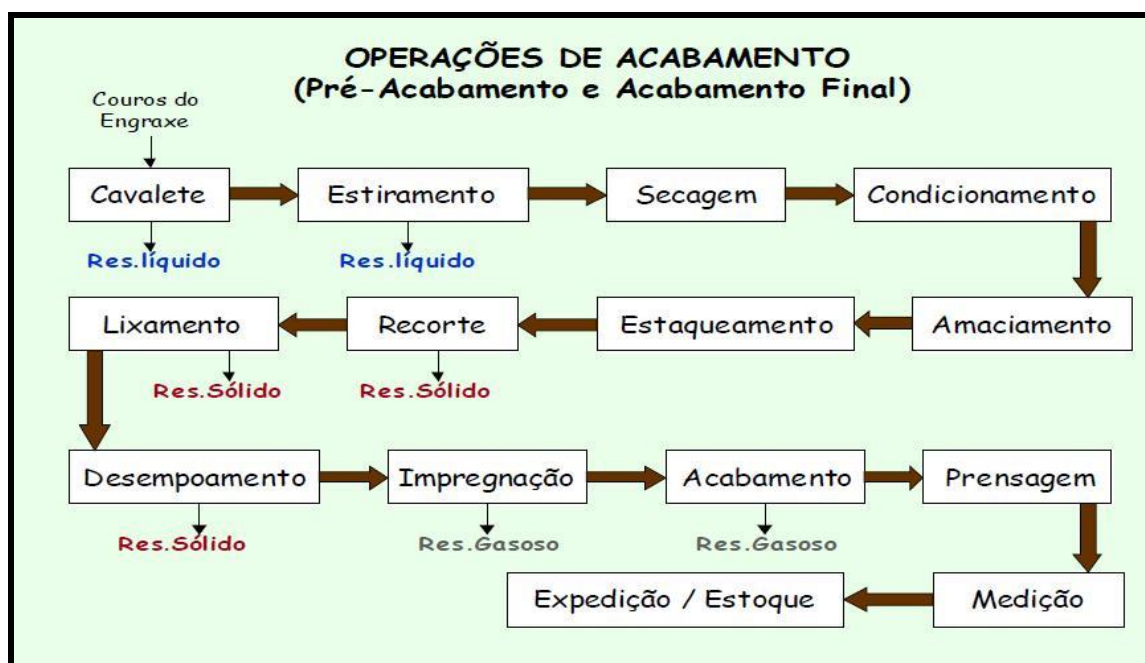 OPERAÇÕES DE ACABAMENTO
(Pré-Acabamento e Acabamento Final)
Couros do
Engraxe
Cavalete
Estiramento
Secagem
Condicionamento
Res.líquido
Res.líquido
Lixamento
Recorte
Estaqueamento
Amaciamento
Res.Sólido
Res.Sólido
Desempoamento
Impregnação
Acabamento
Prensagem
Res.Sólido
Res.Gasoso
Res.Gasoso
Expedição / Estoque
Medição